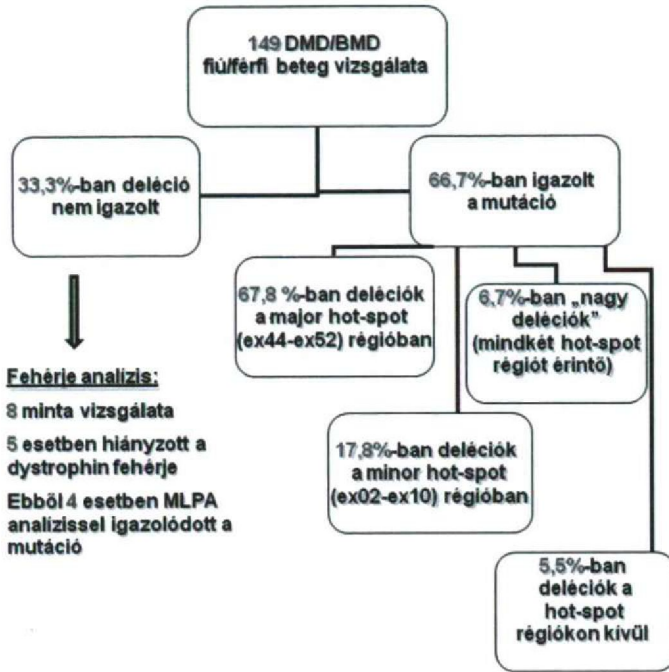 149 DMD/BMD
fiú/férfi beteg vizsgálata
33,3%-ban deléció
nem igazolt
66,7%-ban igazolt
a mutáció
67,8 %-ban deléciók
a major hot-spot
(ex44-ex52) régióban
6,7%-ban „nagy
deléciók”
(mindkét hot-spot
régiót érintő)
Fehérje analízis:
8 minta vizsgálata
5 esetben hiányzott a
dystrophin fehérje
Ebből 4 esetben MLPA
analízissel igazolódott a
mutáció
17,8%-ban deléciók
a minor hot-spot
(ex02-ex10) régióban
5,5%-ban
deléciók a
hot-spot
régiókon kívül